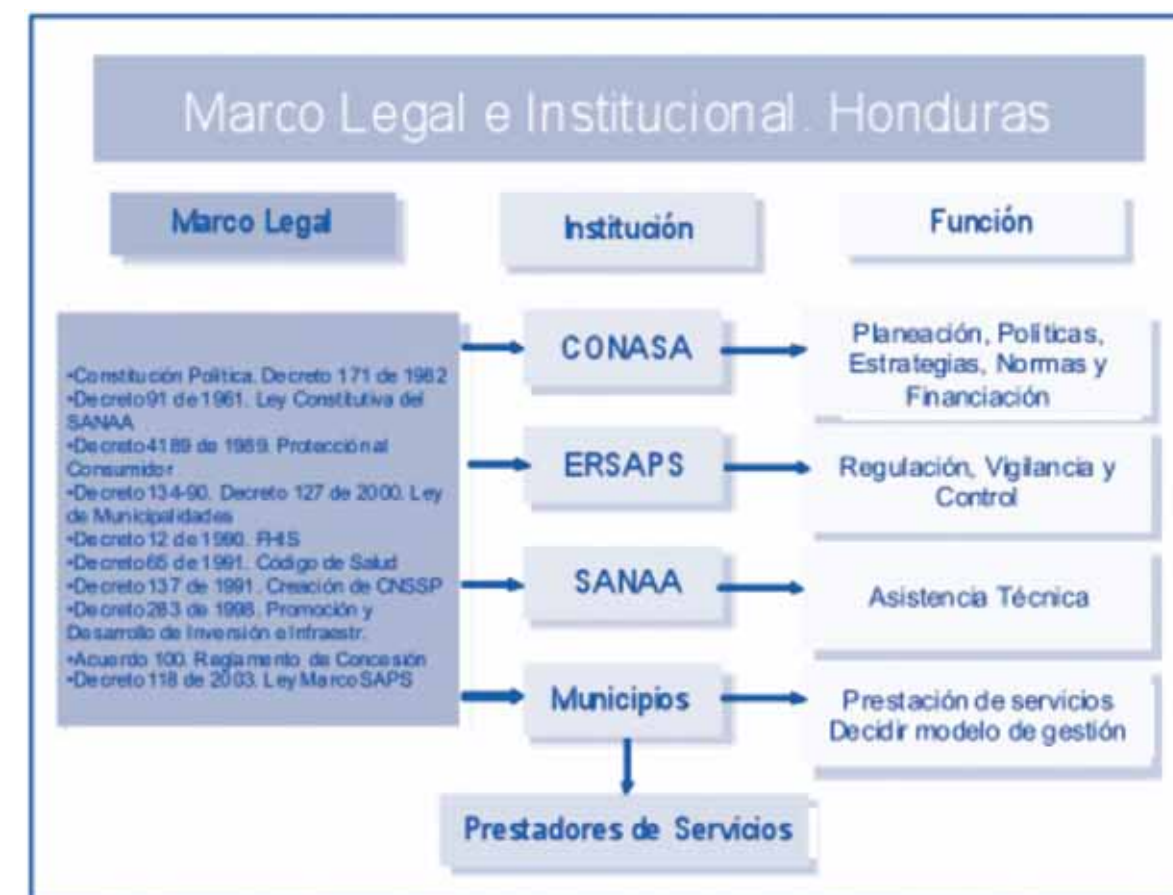 Marco Legal e Institucional. Honduras
Marco Legal
Institución
Función
•Constitución Política. Decreto 171 de 1982
•Decreto 91 de 1961. Ley Constitutiva del
SANAA
•Decreto 4189 de 1989. Protección al
Consumidor
•Decreto 134-90. Decreto 127 de 2000. Ley
de Municipalidades
•Decreto 12 de 1990. FHIS
•Decreto 65 de 1991. Código de Salud
•Decreto 137 de 1991. Creación de CNSSP
•Decreto 283 de 1998. Promoción y
Desarrollo de Inversión e Infraestr.
•Acuerdo 100. Reglamento de Concesión
•Decreto 118 de 2003. Ley Marco SAPS
CONASA
Planeación, Políticas,
Estrategias, Normas y
Financiación
ERSAPS
Regulación, Vigilancia y
Control
SANAA
Asistencia Técnica
Municipios
Prestación de servicios
Decidir modelo de gestión
Prestadores de Servicios